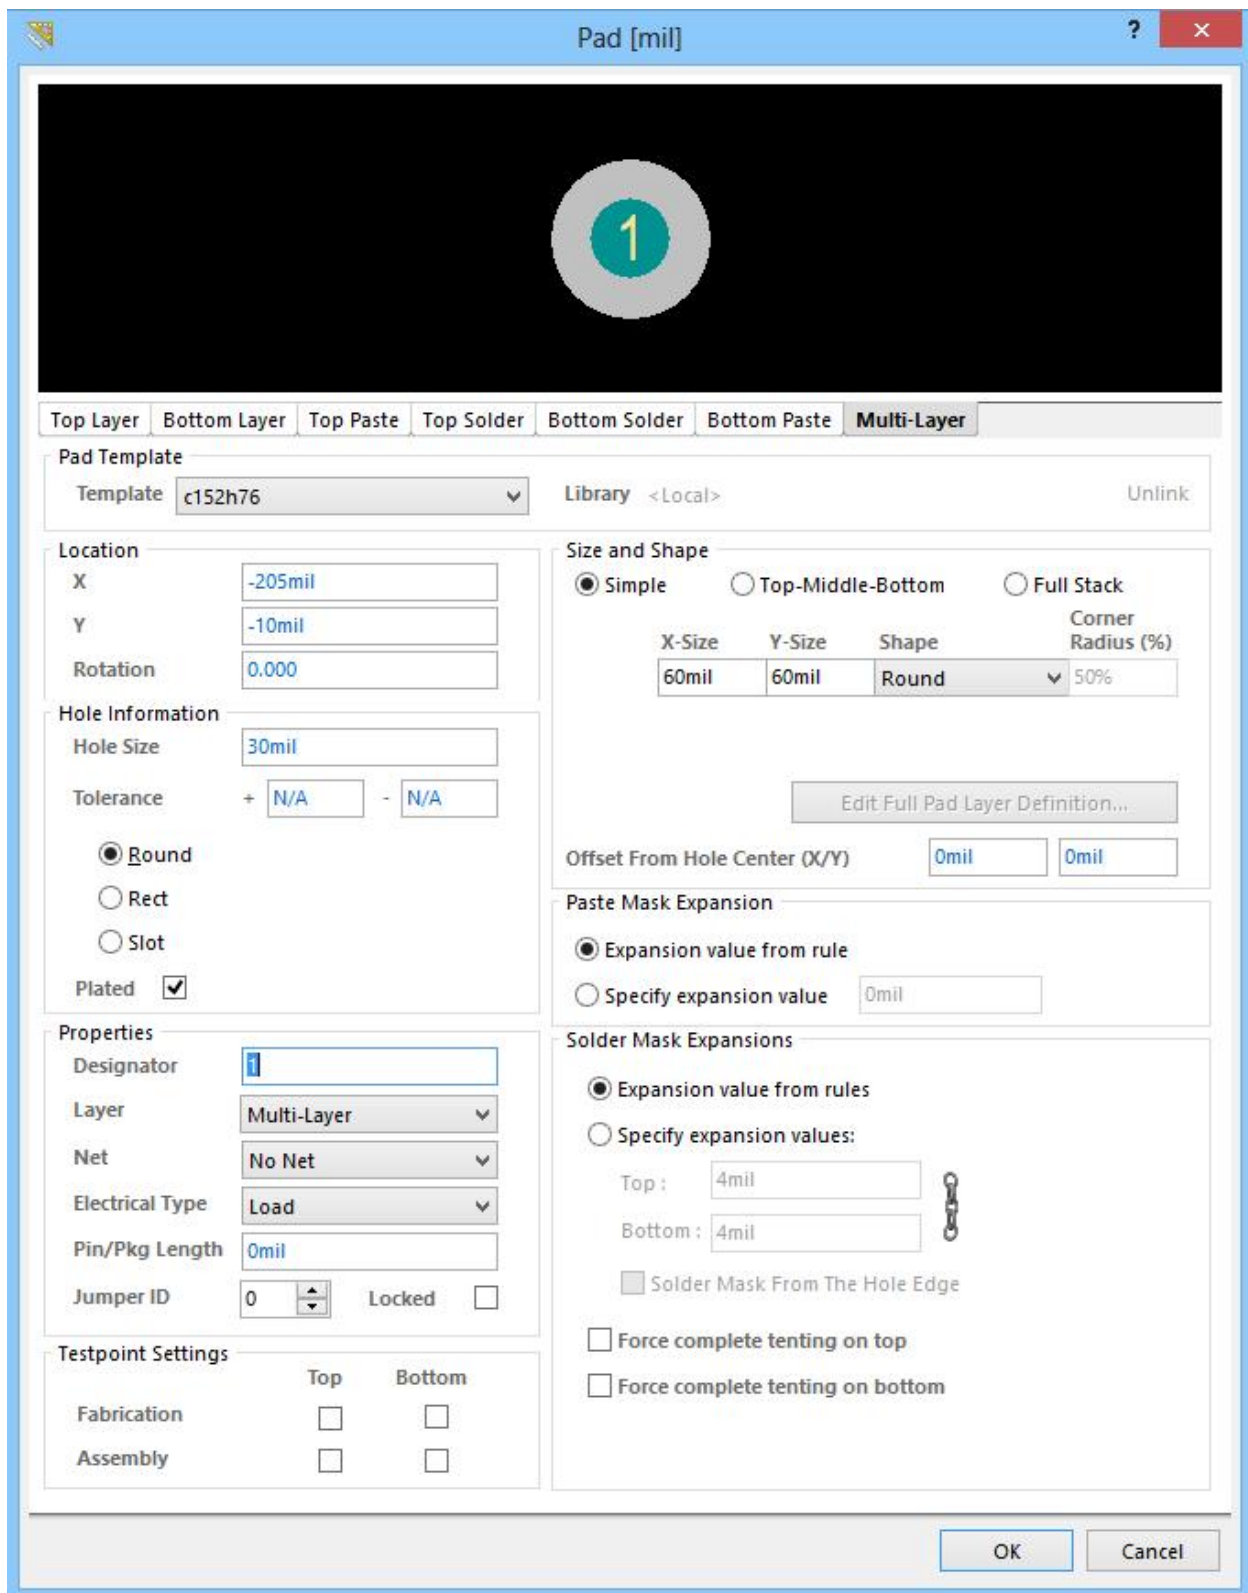 Pad [mil]
?
1
Top Layer Bottom Layer Top Paste Top Solder Bottom Solder Bottom Paste Multi-Layer
Pad Template
Template c152h76 Library <Local> Unlink
Location
X -205mil
Y -10mil
Rotation 0.000
Hole Information
Hole Size 30mil
Tolerance + N/A - N/A
Round
Rect
Slot
Plated
Properties
Designator 1
Layer Multi-Layer
Net No Net
Electrical Type Load
Pin/Pkg Length 0mil
Jumper ID 0 Locked
Testpoint Settings
Top Bottom
Fabrication
Assembly
Size and Shape
Simple Top-Middle-Bottom Full Stack
X-Size Y-Size Shape Corner Radius (%)
60mil 60mil Round 50%
Edit Full Pad Layer Definition...
Offset From Hole Center (X/Y) 0mil 0mil
Paste Mask Expansion
Expansion value from rule
Specify expansion value 0mil
Solder Mask Expansions
Expansion value from rules
Specify expansion values:
Top : 4mil
Bottom : 4mil
Solder Mask From The Hole Edge
Force complete tenting on top
Force complete tenting on bottom
OK Cancel